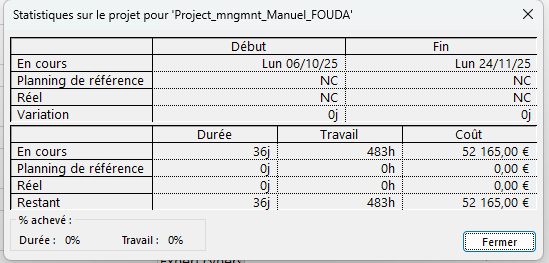 Statistiques sur le projet pour 'Project_mngmnt_Manuel_FOUDA'
Début Fin
En cours Lun 06/10/25 Lun 24/11/25
Planning de référence NC NC
Réel NC NC
Variation 0j 0j
Durée Travail Coût
En cours 36j 483h 52 165,00 €
Planning de référence 0j 0h 0,00 €
Réel 0j 0h 0,00 €
Restant 36j 483h 52 165,00 €
% achevé :
Durée : 0% Travail : 0% Fermer